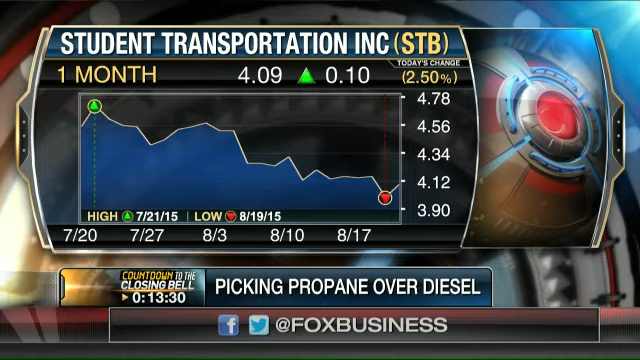 STUDENT TRANSPORTATION INC (STB)
1 MONTH 4.09 0.10 TODAY'S CHANGE (2.50%)
4.78
4.56
4.34
4.12
3.90
HIGH 7/21/15 | LOW 8/19/15
7/20 7/27 8/3 8/10 8/17
COUNTDOWN TO THE
CLOSING BELL
0:13:30
PICKING PROPANE OVER DIESEL
@FOXBUSINESS